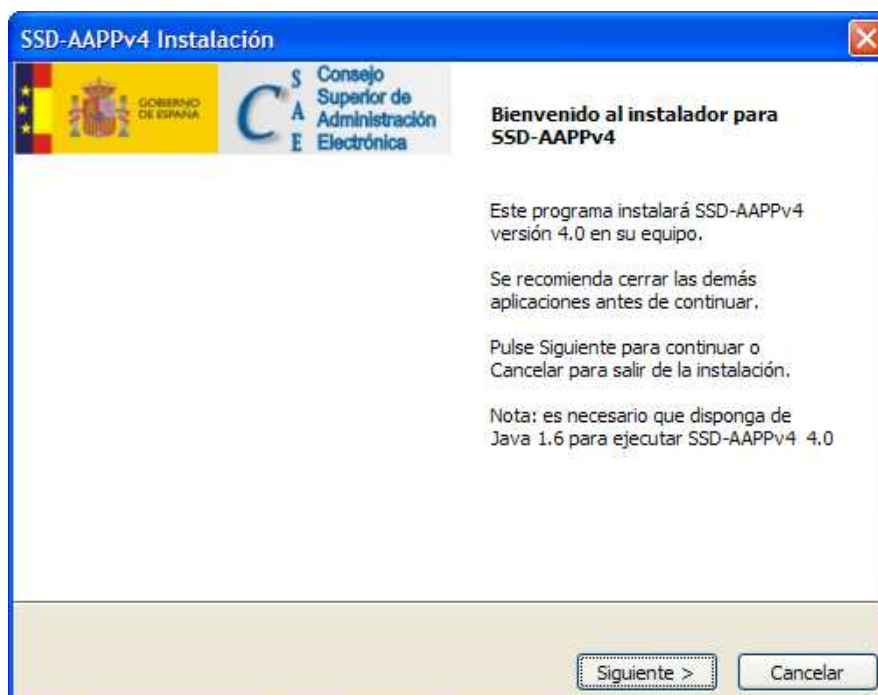 SSD-AAPPv4 Instalación
GOBIERNO
DE ESPAÑA
C
S
A
E
Consejo
Superior de
Administración
Electrónica
Bienvenido al instalador para
SSD-AAPPv4
Este programa instalará SSD-AAPPv4
versión 4.0 en su equipo.
Se recomienda cerrar las demás
aplicaciones antes de continuar.
Pulse Siguiente para continuar o
Cancelar para salir de la instalación.
Nota: es necesario que disponga de
Java 1.6 para ejecutar SSD-AAPPv4 4.0
Siguiente >
Cancelar